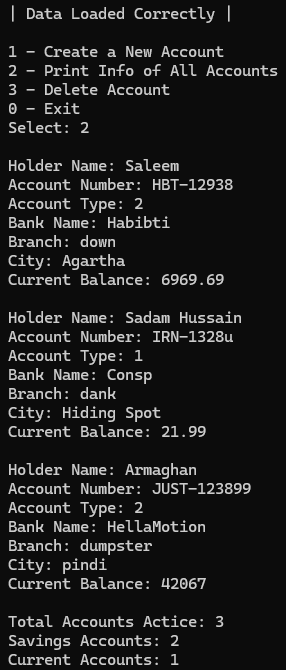 | Data Loaded Correctly |
1 - Create a New Account
2 - Print Info of All Accounts
3 - Delete Account
0 - Exit
Select: 2
Holder Name: Saleem
Account Number: HBT-12938
Account Type: 2
Bank Name: Habibti
Branch: down
City: Agartha
Current Balance: 6969.69
Holder Name: Sadam Hussain
Account Number: IRN-1328u
Account Type: 1
Bank Name: Consp
Branch: dank
City: Hiding Spot
Current Balance: 21.99
Holder Name: Armaghan
Account Number: JUST-123899
Account Type: 2
Bank Name: HellaMotion
Branch: dumpster
City: pindi
Current Balance: 42067
Total Accounts Actice: 3
Savings Accounts: 2
Current Accounts: 1